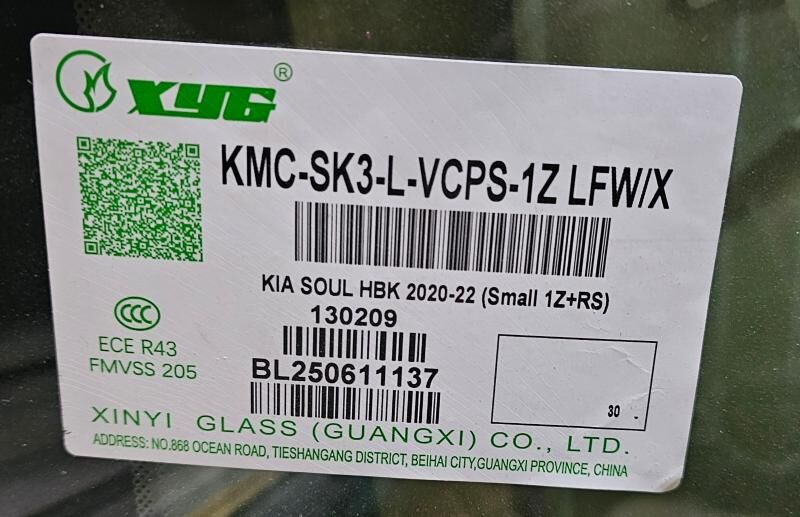 XYG®
KMC-SK3-L-VCPS-1Z LFW/X
KIA SOUL HBK 2020-22 (Small 1Z+RS)
130209
CCC
ECE R43
FMVSS 205
BL250611137
30
XINYI GLASS (GUANGXI) CO., LTD.
ADDRESS: NO.868 OCEAN ROAD, TIESHANGANG DISTRICT, BEIHAI CITY,GUANGXI PROVINCE, CHINA